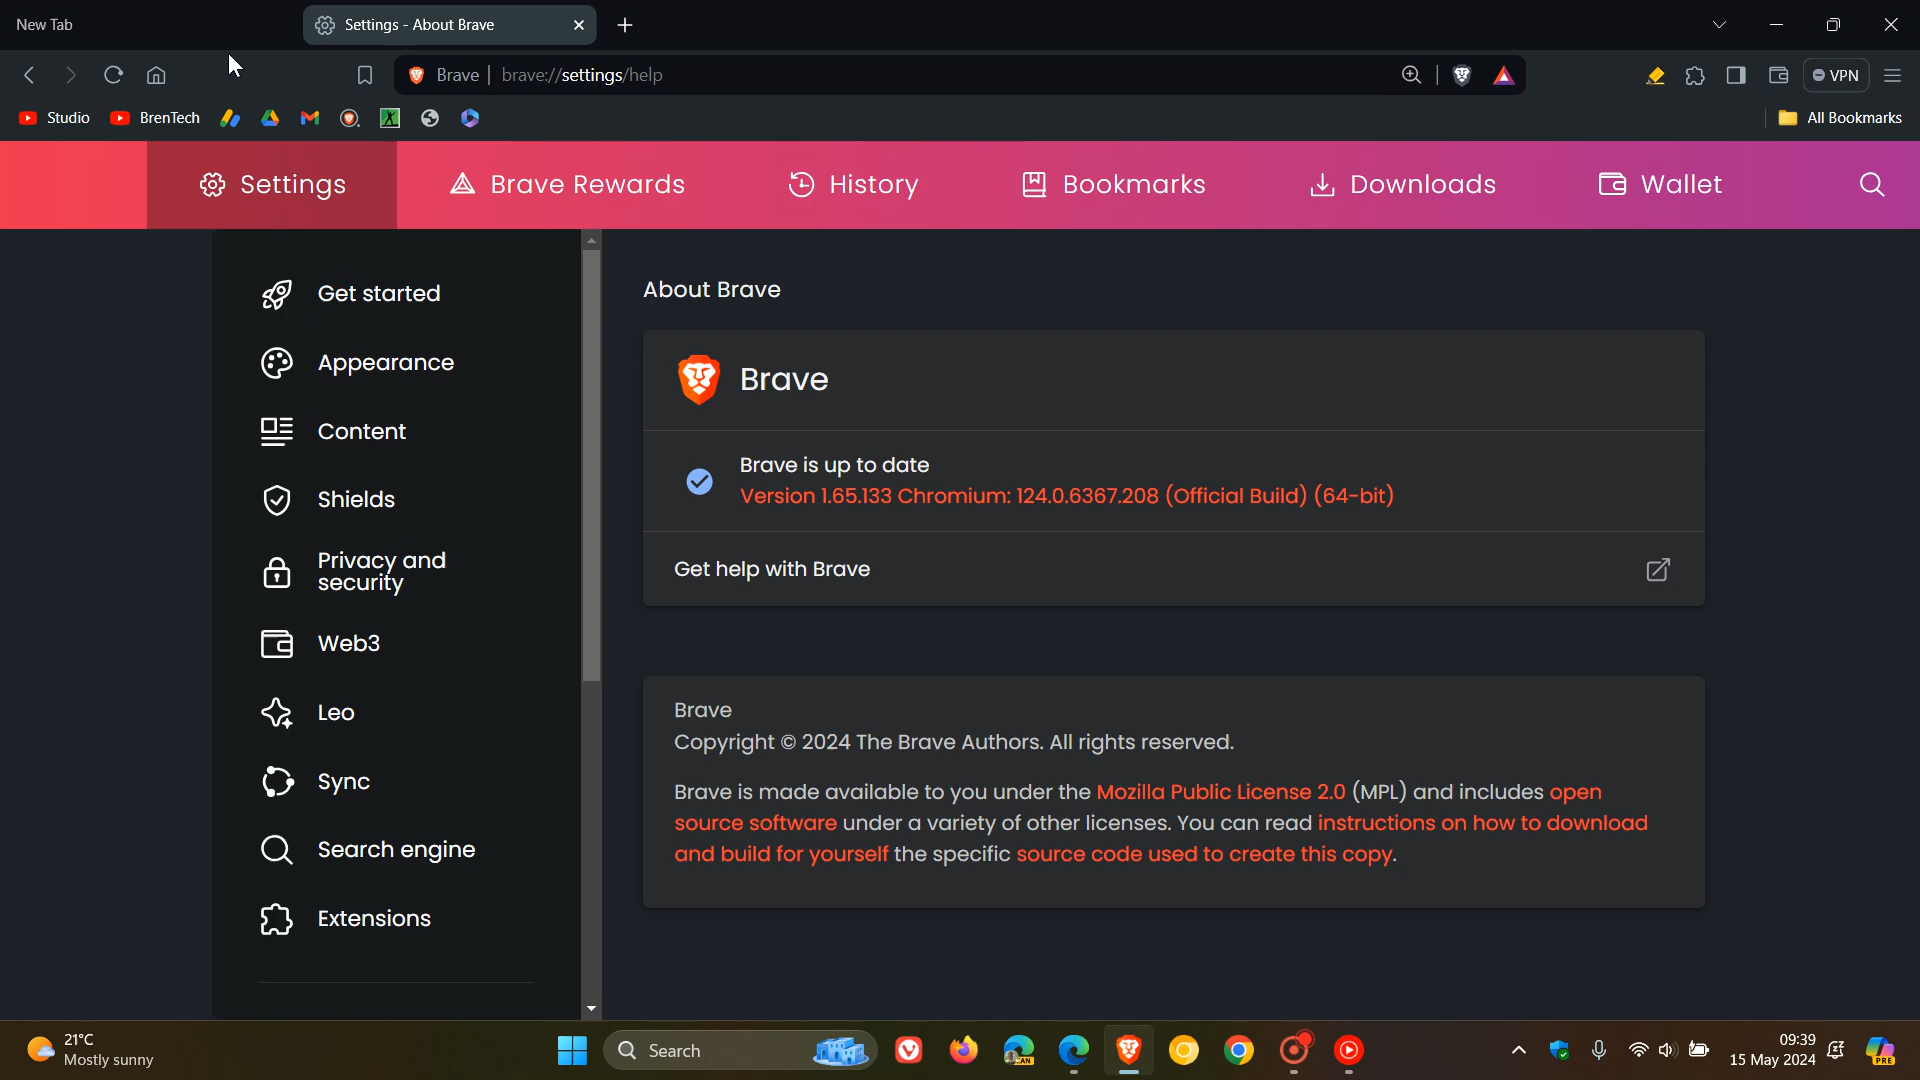 New Tab
Settings - About Brave
Brave
brave://settings/help
VPN
Studio
BrenTech
All Bookmarks
Settings
Brave Rewards
History
Bookmarks
Downloads
Wallet
Get started
Appearance
Content
Shields
Privacy and
security
Web3
Leo
Sync
Search engine
Extensions
About Brave
Brave
Brave is up to date
Version 1.65.133 Chromium: 124.0.6367.208 (Official Build) (64-bit)
Get help with Brave
Brave
Copyright © 2024 The Brave Authors. All rights reserved.
Brave is made available to you under the Mozilla Public License 2.0 (MPL) and includes open
source software under a variety of other licenses. You can read instructions on how to download
and build for yourself the specific source code used to create this copy.
21°C
Mostly sunny
Search
CAN
09:39
15 May 2024
PRE